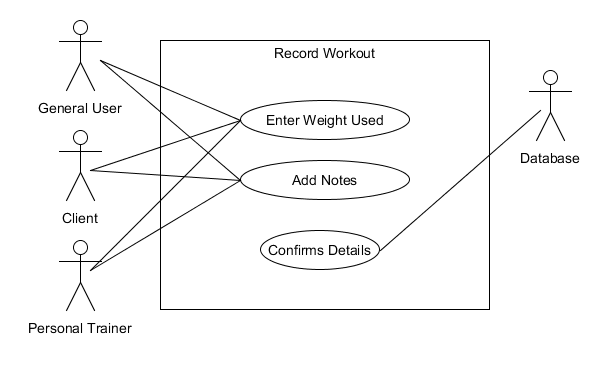 Record Workout
General User
Enter Weight Used
Database
Add Notes
Client
Confirms Details
Personal Trainer